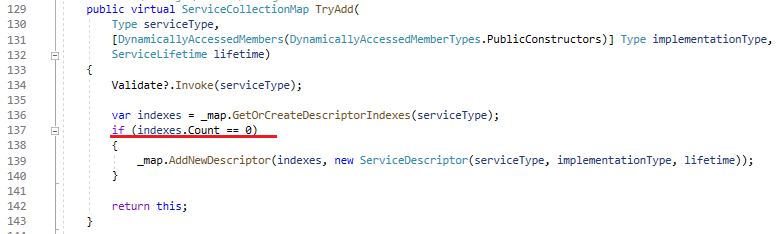 129 public virtual ServiceCollectionMap TryAdd(
130 Type serviceType,
131 [DynamicallyAccessedMembers(DynamicallyAccessedMemberTypes.PublicConstructors)] Type implementationType,
132 ServiceLifetime lifetime)
133 {
134 Validate?.Invoke(serviceType);
135
136 var indexes = _map.GetOrCreateDescriptorIndexes(serviceType);
137 if (indexes.Count == 0)
138 {
139 _map.AddNewDescriptor(indexes, new ServiceDescriptor(serviceType, implementationType, lifetime));
140 }
141
142 return this;
143 }